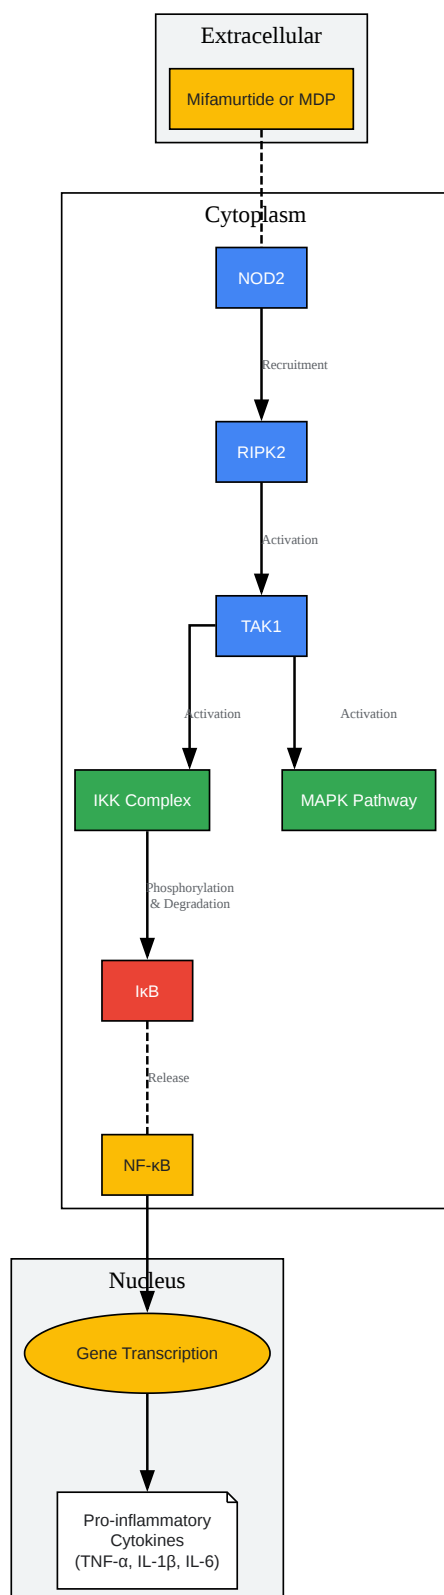 Extracellular
Mifamurtide or MDP
Cytoplasm
NOD2
Recruitment
RIPK2
Activation
TAK1
Activation
Activation
IKK Complex
MAPK Pathway
Phosphorylation
& Degradation
IκB
Release
NF-κB
Nucleus
Gene Transcription
Pro-inflammatory
Cytokines
(TNF-α, IL-1β, IL-6)